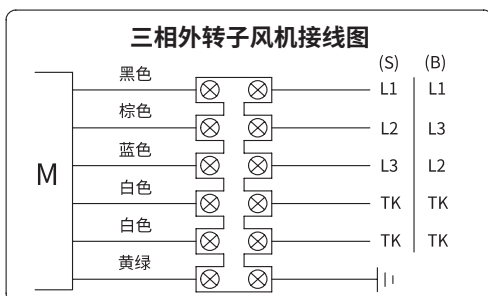 三相外转子风机接线图
(S) (B)
黑色 L1 L1
棕色 L2 L3
蓝色 L3 L2
M
白色 TK TK
白色 TK TK
黄绿